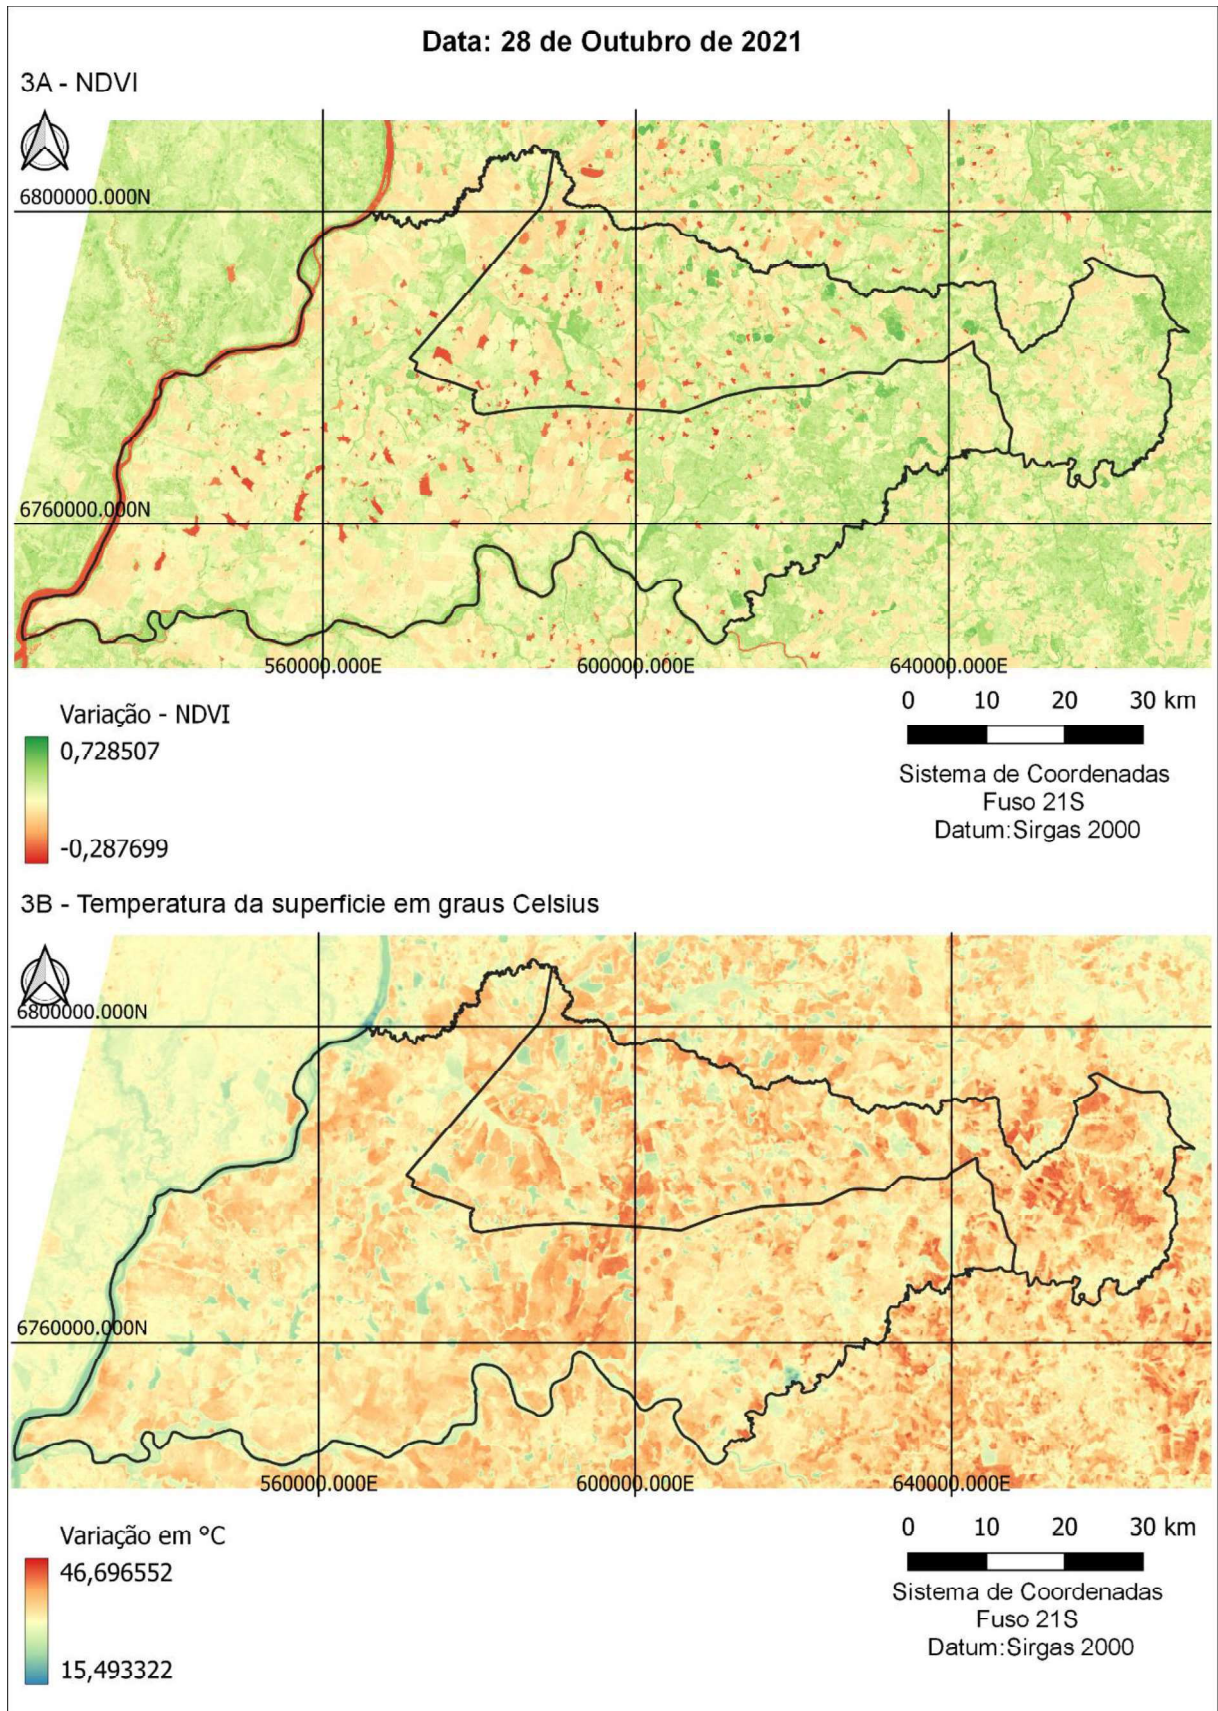 Data: 28 de Outubro de 2021
3A - NDVI
6800000.000N
6760000.000N
560000.000E
600000.000E
640000.000E
Variação - NDVI
0,728507
-0,287699
0 10 20 30 km
Sistema de Coordenadas
Fuso 21S
Datum:Sirgas 2000
3B - Temperatura da superficie em graus Celsius
6800000.000N
6760000.000N
560000.000E
600000.000E
640000.000E
Variação em °C
46,696552
15,493322
0 10 20 30 km
Sistema de Coordenadas
Fuso 21S
Datum:Sirgas 2000